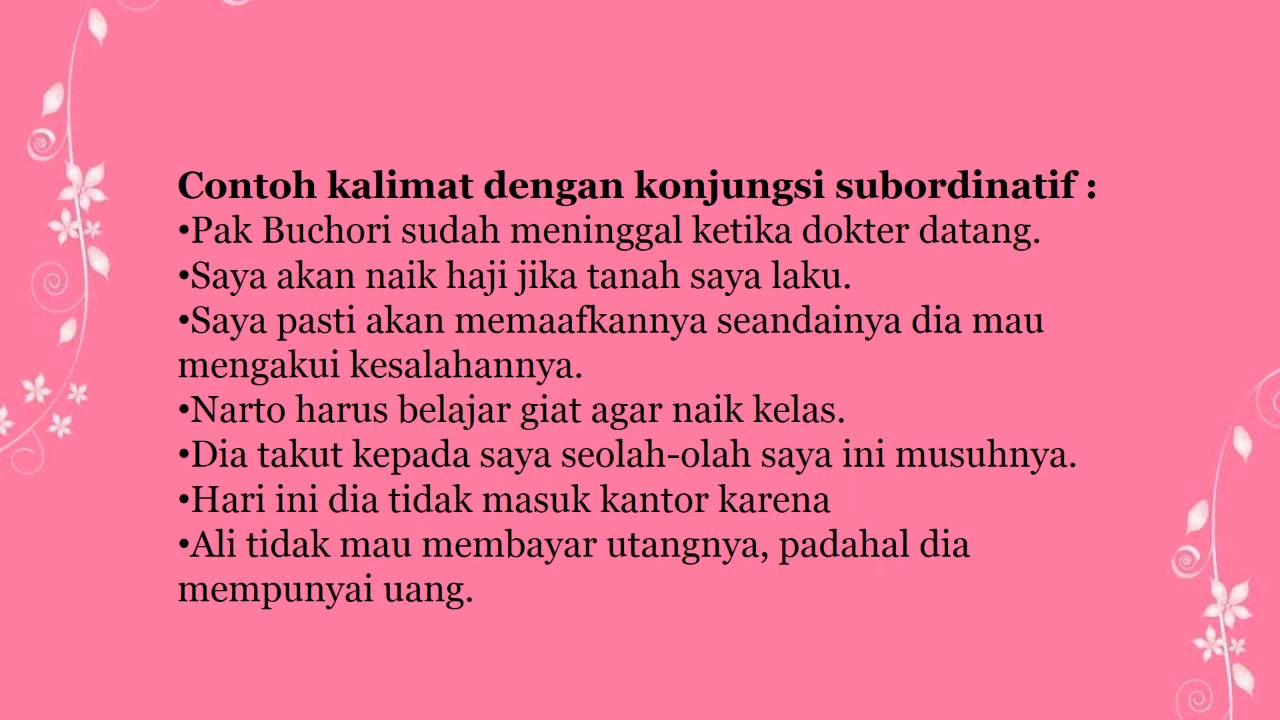 Contoh kalimat dengan konjungsi subordinatif :
•Pak Buchori sudah meninggal ketika dokter datang.
•Saya akan naik haji jika tanah saya laku.
•Saya pasti akan memaafkannya seandainya dia mau
mengakui kesalahannya.
•Narto harus belajar giat agar naik kelas.
•Dia takut kepada saya seolah-olah saya ini musuhnya.
•Hari ini dia tidak masuk kantor karena
•Ali tidak mau membayar utangnya, padahal dia
mempunyai uang.